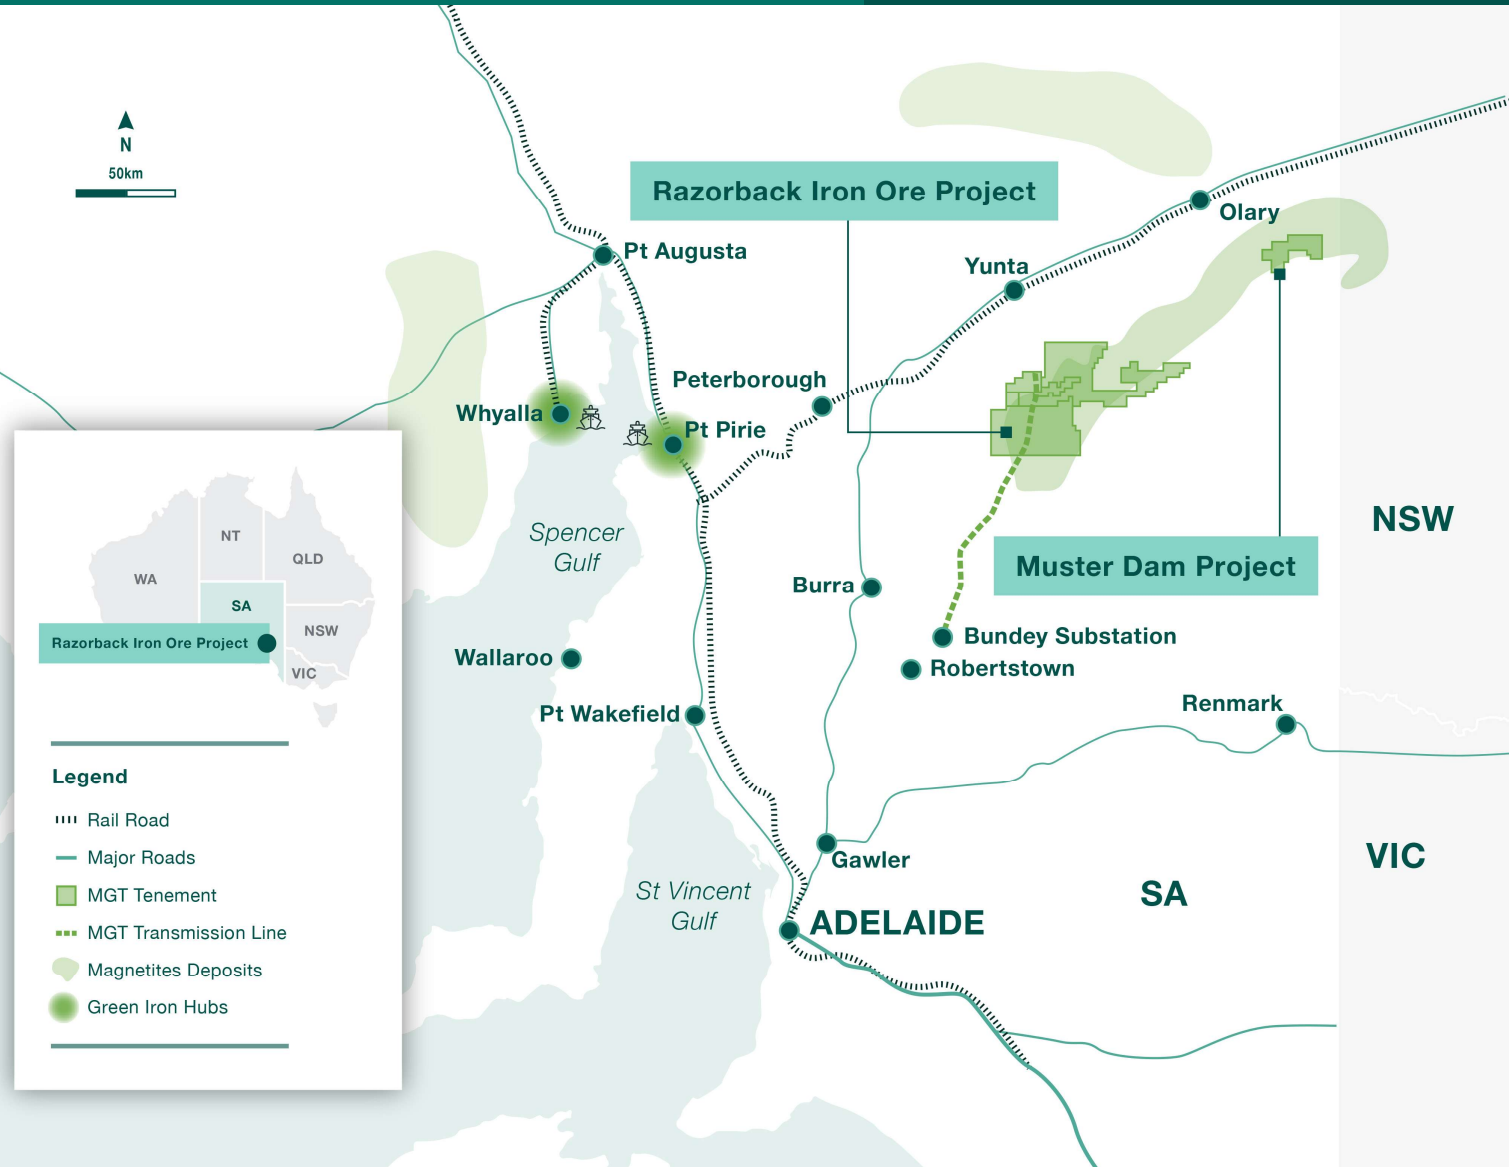 N
50km
Razorback Iron Ore Project
Olary
Pt Augusta
Yunta
Peterborough
Whyalla
Pt Pirie
NSW
Spencer
Gulf
Muster Dam Project
Burra
Bundey Substation
Robertstown
Wallaroo
Renmark
Pt Wakefield
Gawler
VIC
St Vincent
Gulf
SA
ADELAIDE
NT
QLD
WA
SA
NSW
Razorback Iron Ore Project
VIC
Legend
Rail Road
Major Roads
MGT Tenement
MGT Transmission Line
Magnetites Deposits
Green Iron Hubs